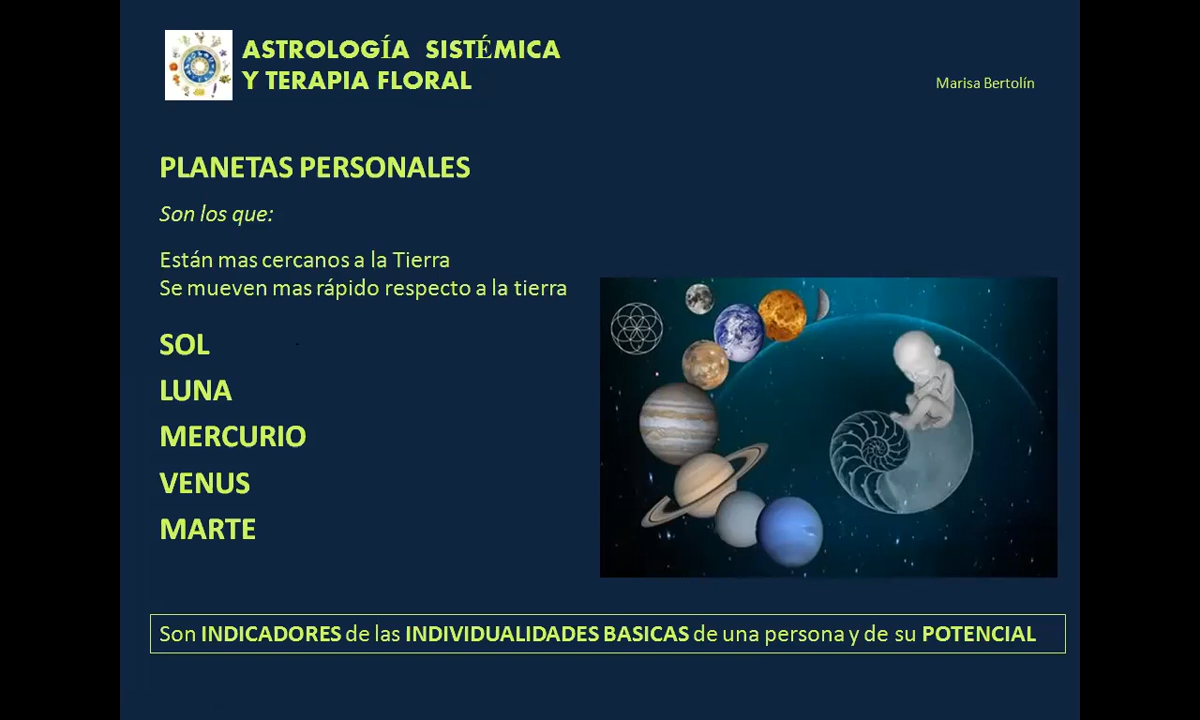 ASTROLOGÍA SISTÉMICA
Y TERAPIA FLORAL
Marisa Bertolín
PLANETAS PERSONALES
Son los que:
Están mas cercanos a la Tierra
Se mueven mas rápido respecto a la tierra
SOL
LUNA
MERCURIO
VENUS
MARTE
Son INDICADORES de las INDIVIDUALIDADES BASICAS de una persona y de su POTENCIAL